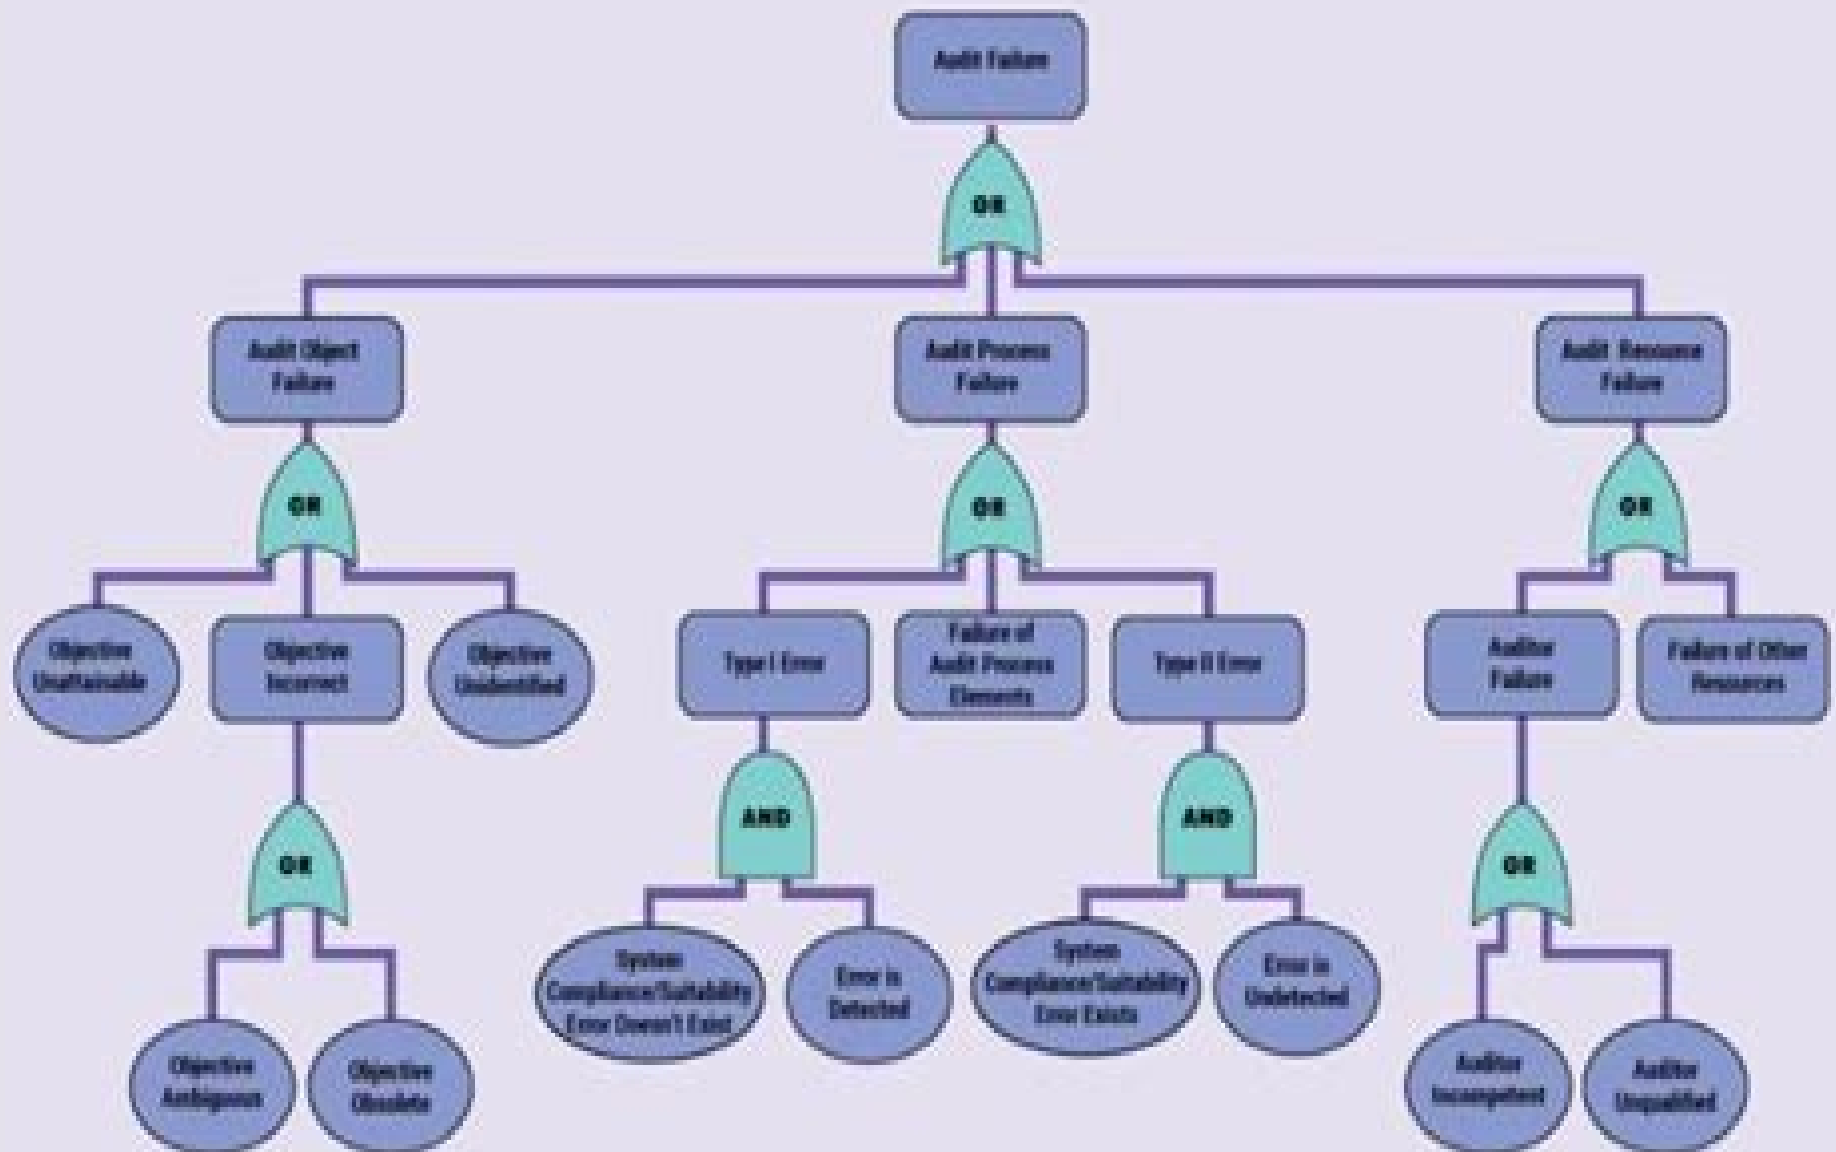 Audit Failure
OR
Audit Object
Failure
Audit Process
Failure
Audit Resource
Failure
OR
OR
OR
Objective
Unattainable
Objective
Incorrect
Objective
Unidentified
Type I Error
Failure of
Audit Process
Elements
Type II Error
Auditor
Failure
Failure of Other
Resources
OR
AND
AND
OR
Objective
Ambiguous
Objective
Obsolete
System
Compliance/Suitability
Error Doesn't Exist
Error is
Detected
System
Compliance/Suitability
Error Exists
Error is
Undetected
Auditor
Incompetent
Auditor
Unqualified